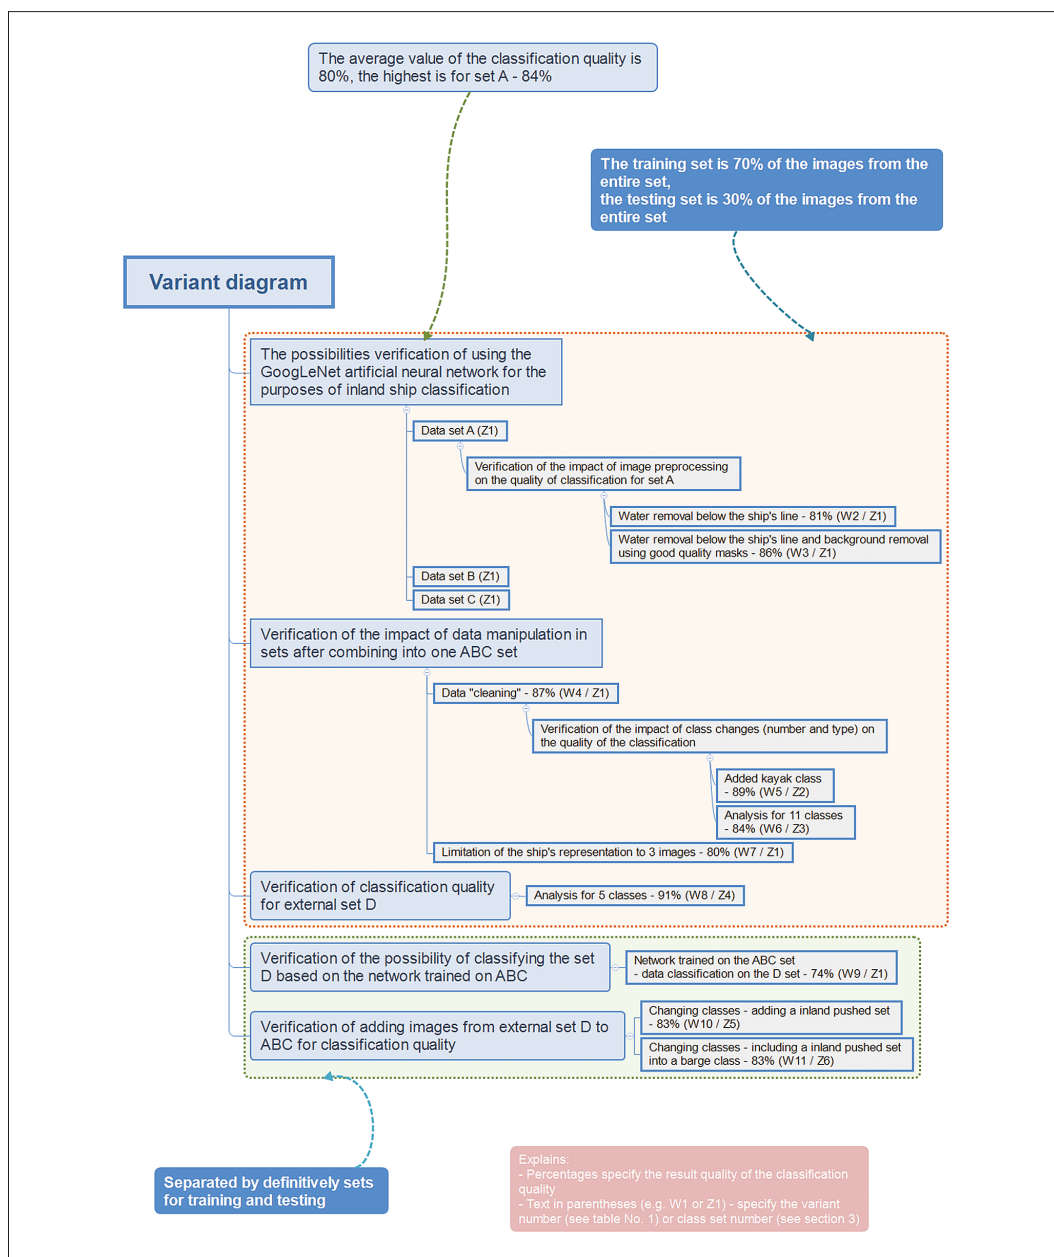 The average value of the classification quality is
80%, the highest is for set A - 84%
The training set is 70% of the images from the
entire set,
the testing set is 30% of the images from the
entire set
Variant diagram
The possibilities verification of using the
GoogLeNet artificial neural network for the
purposes of inland ship classification
Data set A (Z1)
Verification of the impact of image preprocessing
on the quality of classification for set A
Water removal below the ship's line - 81% (W2 / Z1)
Water removal below the ship's line and background removal
using good quality masks - 86% (W3 / Z1)
Data set B (Z1)
Data set C (Z1)
Verification of the impact of data manipulation in
sets after combining into one ABC set
Data "cleaning" - 87% (W4 / Z1)
Verification of the impact of class changes (number and type) on
the quality of the classification
Added kayak class
- 89% (W5 / Z2)
Analysis for 11 classes
- 84% (W6 / Z3)
Limitation of the ship's representation to 3 images - 80% (W7 / Z1)
Verification of classification quality
for external set D
Analysis for 5 classes - 91% (W8 / Z4)
Verification of the possibility of classifying the set
D based on the network trained on ABC
Network trained on the ABC set
- data classification on the D set - 74% (W9 / Z1)
Verification of adding images from external set D to
ABC for classification quality
Changing classes - adding a inland pushed set
- 83% (W10 / Z5)
Changing classes - including a inland pushed set
into a barge class - 83% (W11 / Z6)
Separated by definitively sets
for training and testing
Explains:
- Percentages specify the result quality of the classification
quality
- Text in parentheses (e.g. W1 or Z1) - specify the variant
number (see table No. 1) or class set number (see section 3)